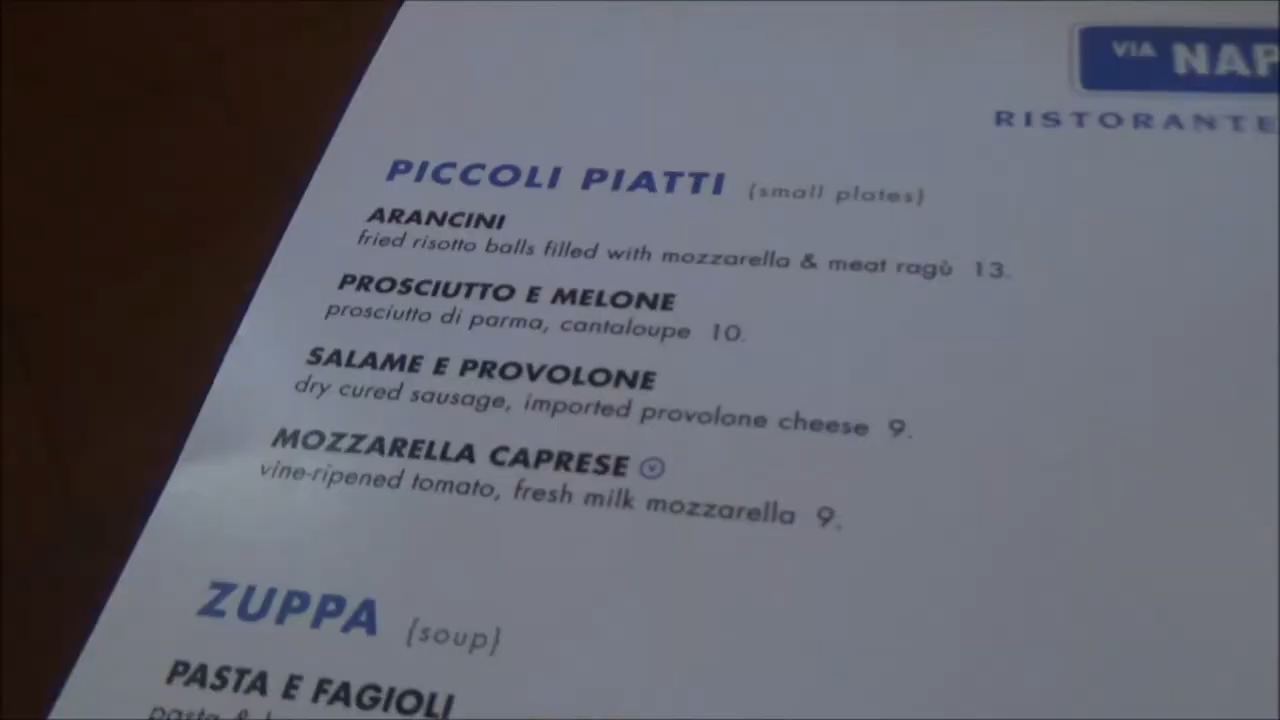 VIA NAP
RISTORANTE
PICCOLI PIATTI {small plates}
ARANCINI
fried risotto balls filled with mozzarella & meat ragù 13.
PROSCIUTTO E MELONE
prosciutto di parma, cantaloupe 10.
SALAME E PROVOLONE
dry cured sausage, imported provolone cheese 9.
MOZZARELLA CAPRESE V
vine-ripened tomato, fresh milk mozzarella 9.
ZUPPA {soup}
PASTA E FAGIOLI
pasta &